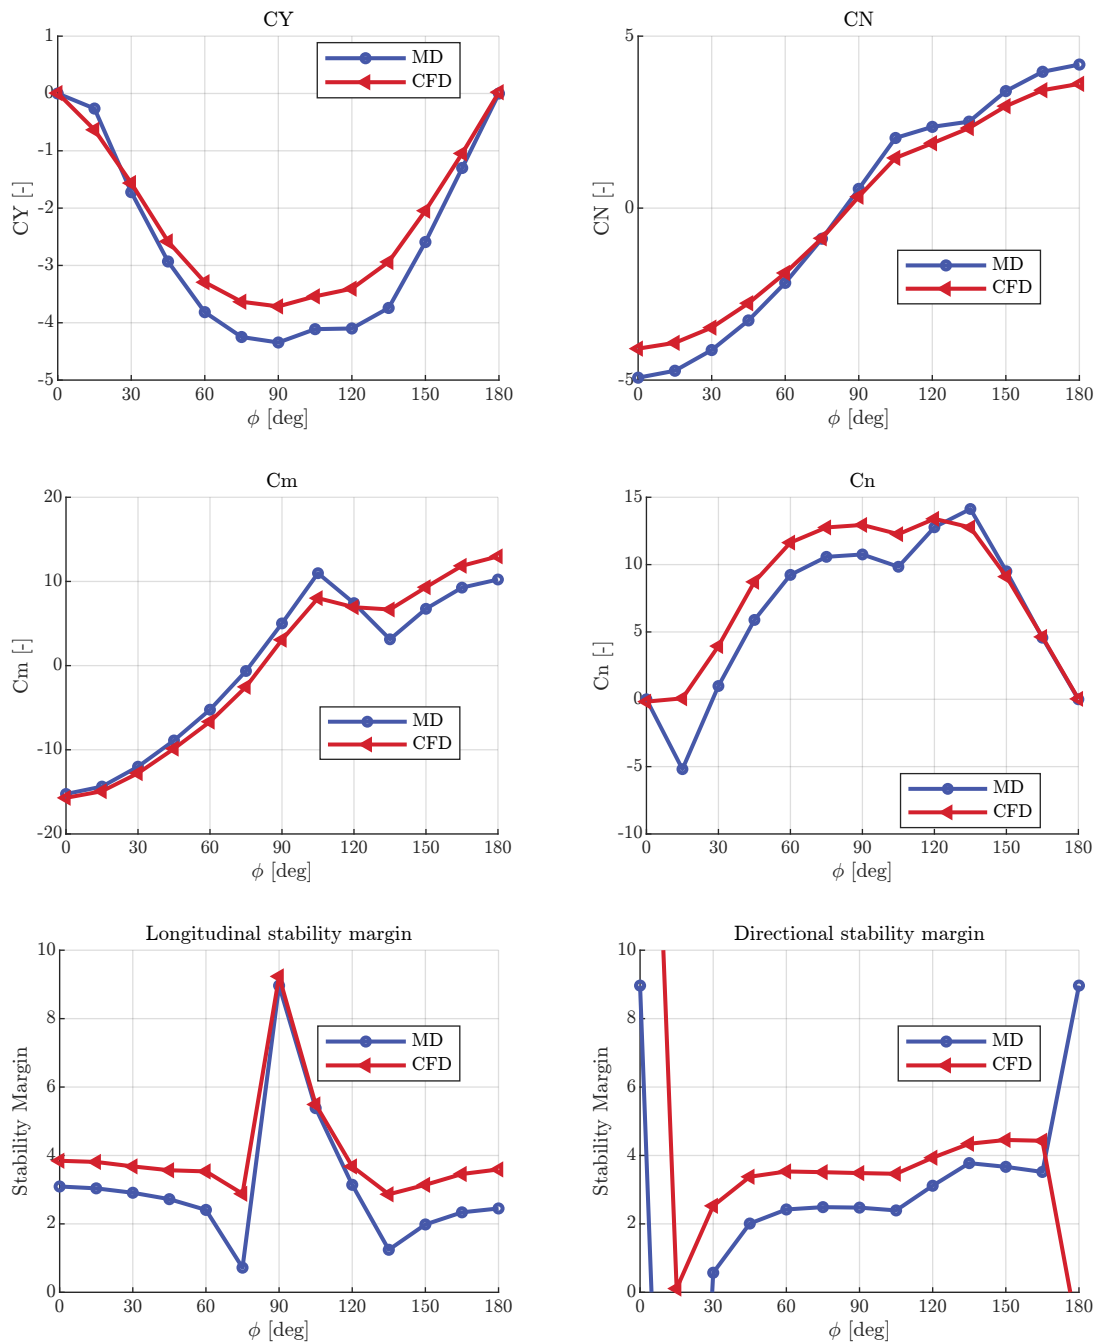 CY
1
0
-1
-2
-3
-4
-5
CY [-]
0 30 60 90 120 150 180
ϕ [deg]
MD
CFD
CN
5
0
-5
CN [-]
0 30 60 90 120 150 180
ϕ [deg]
MD
CFD
Cm
20
10
0
-10
-20
Cm [-]
0 30 60 90 120 150 180
ϕ [deg]
MD
CFD
Cn
15
10
5
0
-5
-10
Cn [-]
0 30 60 90 120 150 180
ϕ [deg]
MD
CFD
Longitudinal stability margin
10
8
6
4
2
0
Stability Margin
0 30 60 90 120 150 180
ϕ [deg]
MD
CFD
Directional stability margin
10
8
6
4
2
0
Stability Margin
0 30 60 90 120 150 180
ϕ [deg]
MD
CFD